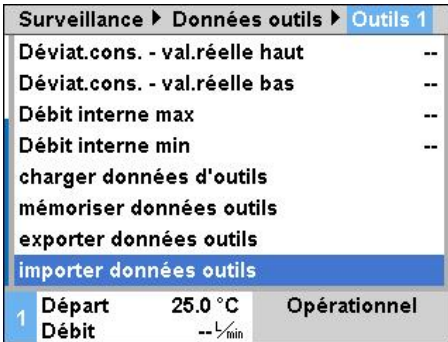 Surveillance ▶ Données outils ▶ Outils 1
Déviat.cons. - val.réelle haut --
Déviat.cons. - val.réelle bas --
Débit interne max --
Débit interne min --
charger données d'outils
mémoriser données outils
exporter données outils
importer données outils
1 Départ 25.0 °C Opérationnel
Débit -- L/min